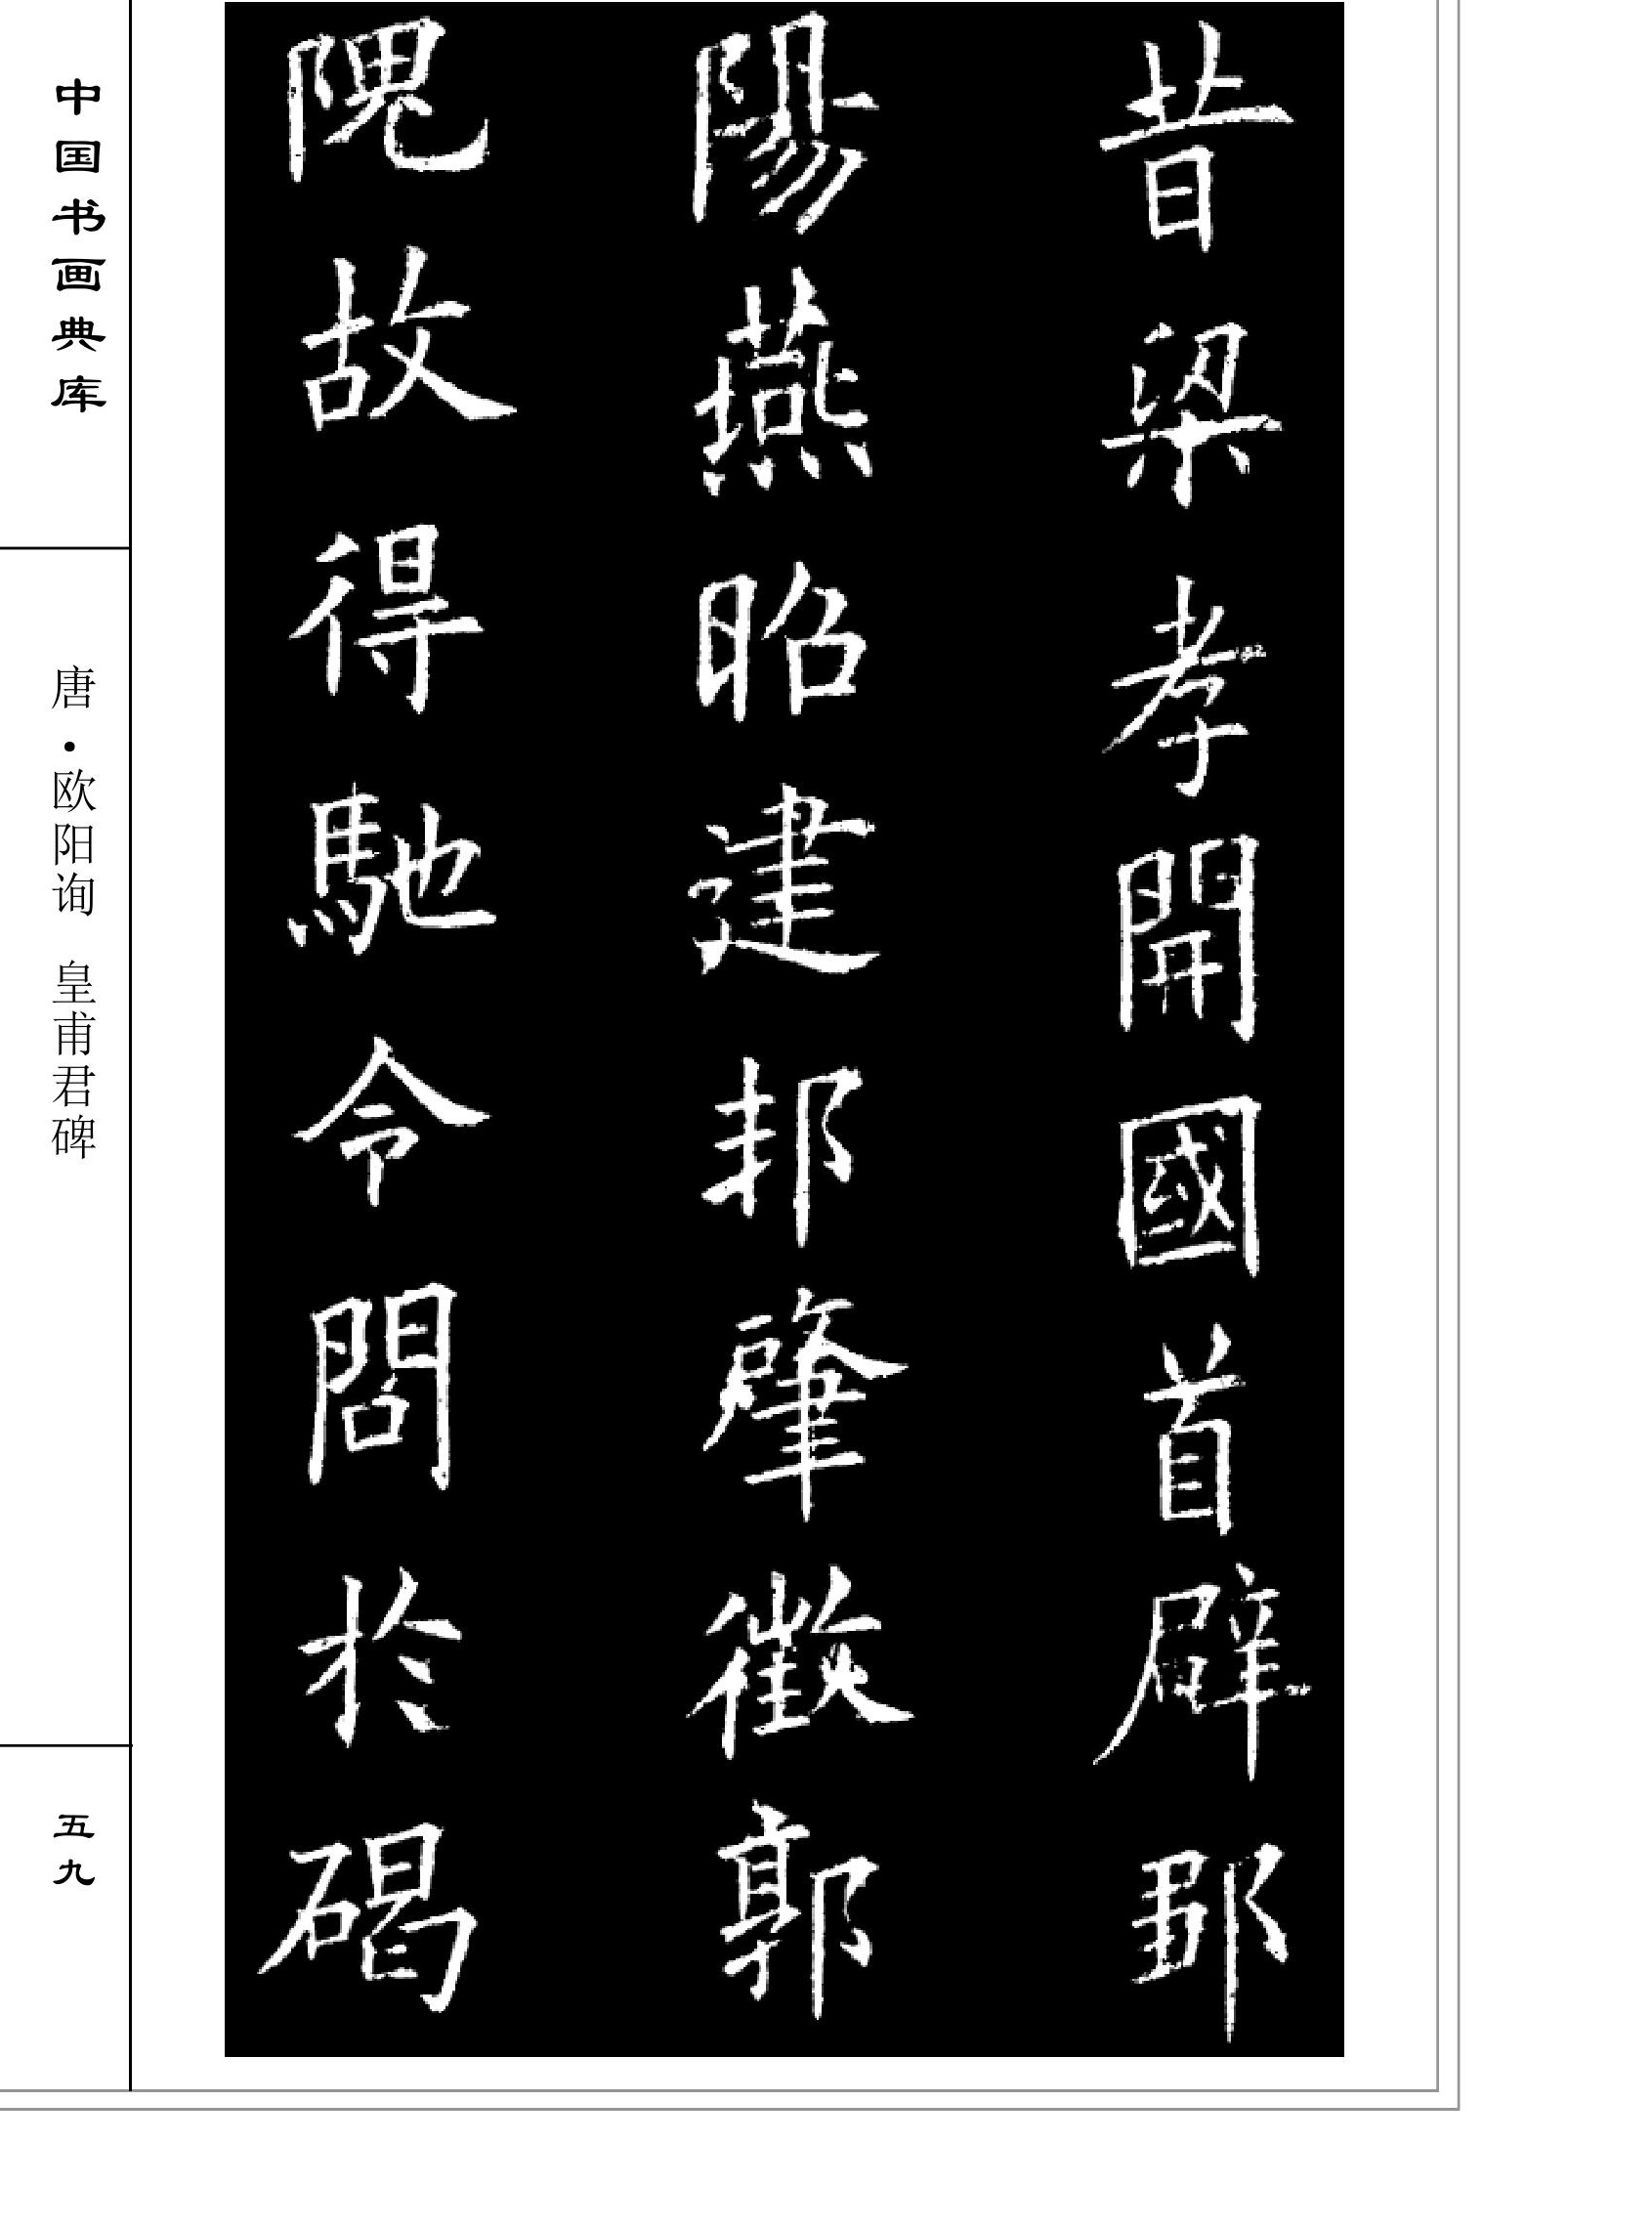 昔梁孝開國首辟鄒
陽燕昭建邦肇徵郭
隗故得馳令問於碣
中国书画典库
唐·欧阳询 皇甫君碑
五九